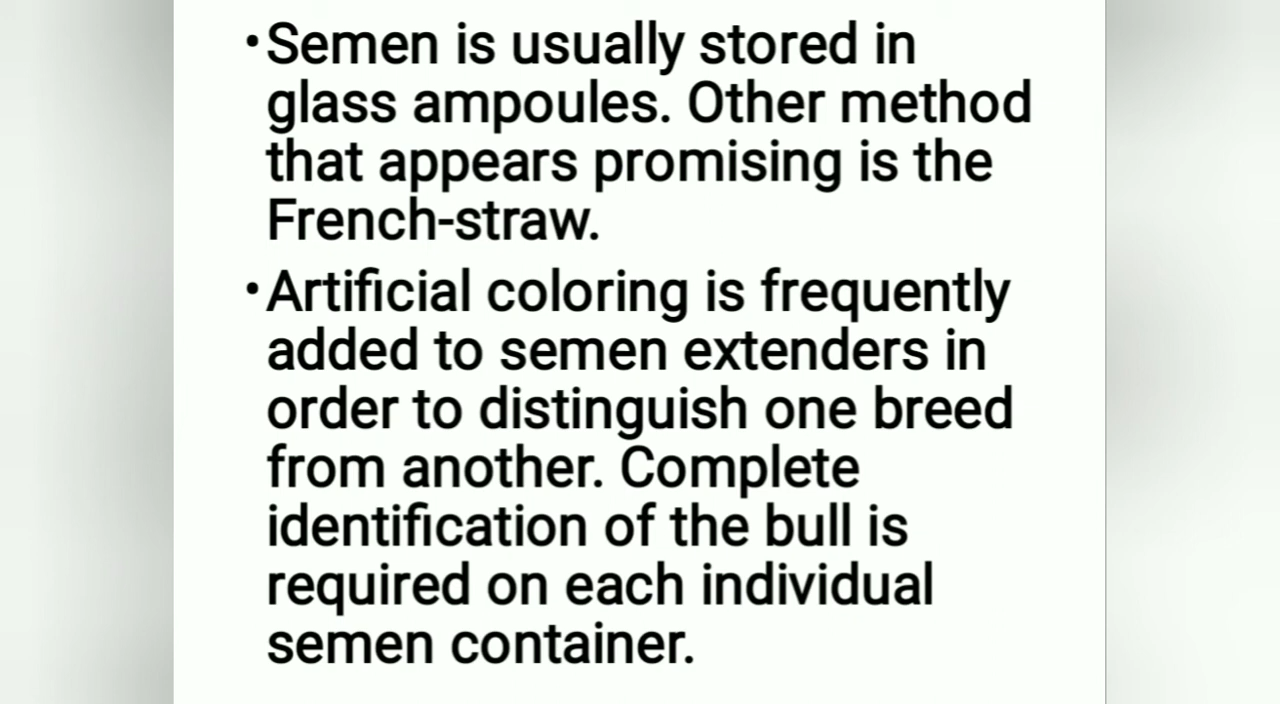 •Semen is usually stored in
glass ampoules. Other method
that appears promising is the
French-straw.
•Artificial coloring is frequently
added to semen extenders in
order to distinguish one breed
from another. Complete
identification of the bull is
required on each individual
semen container.